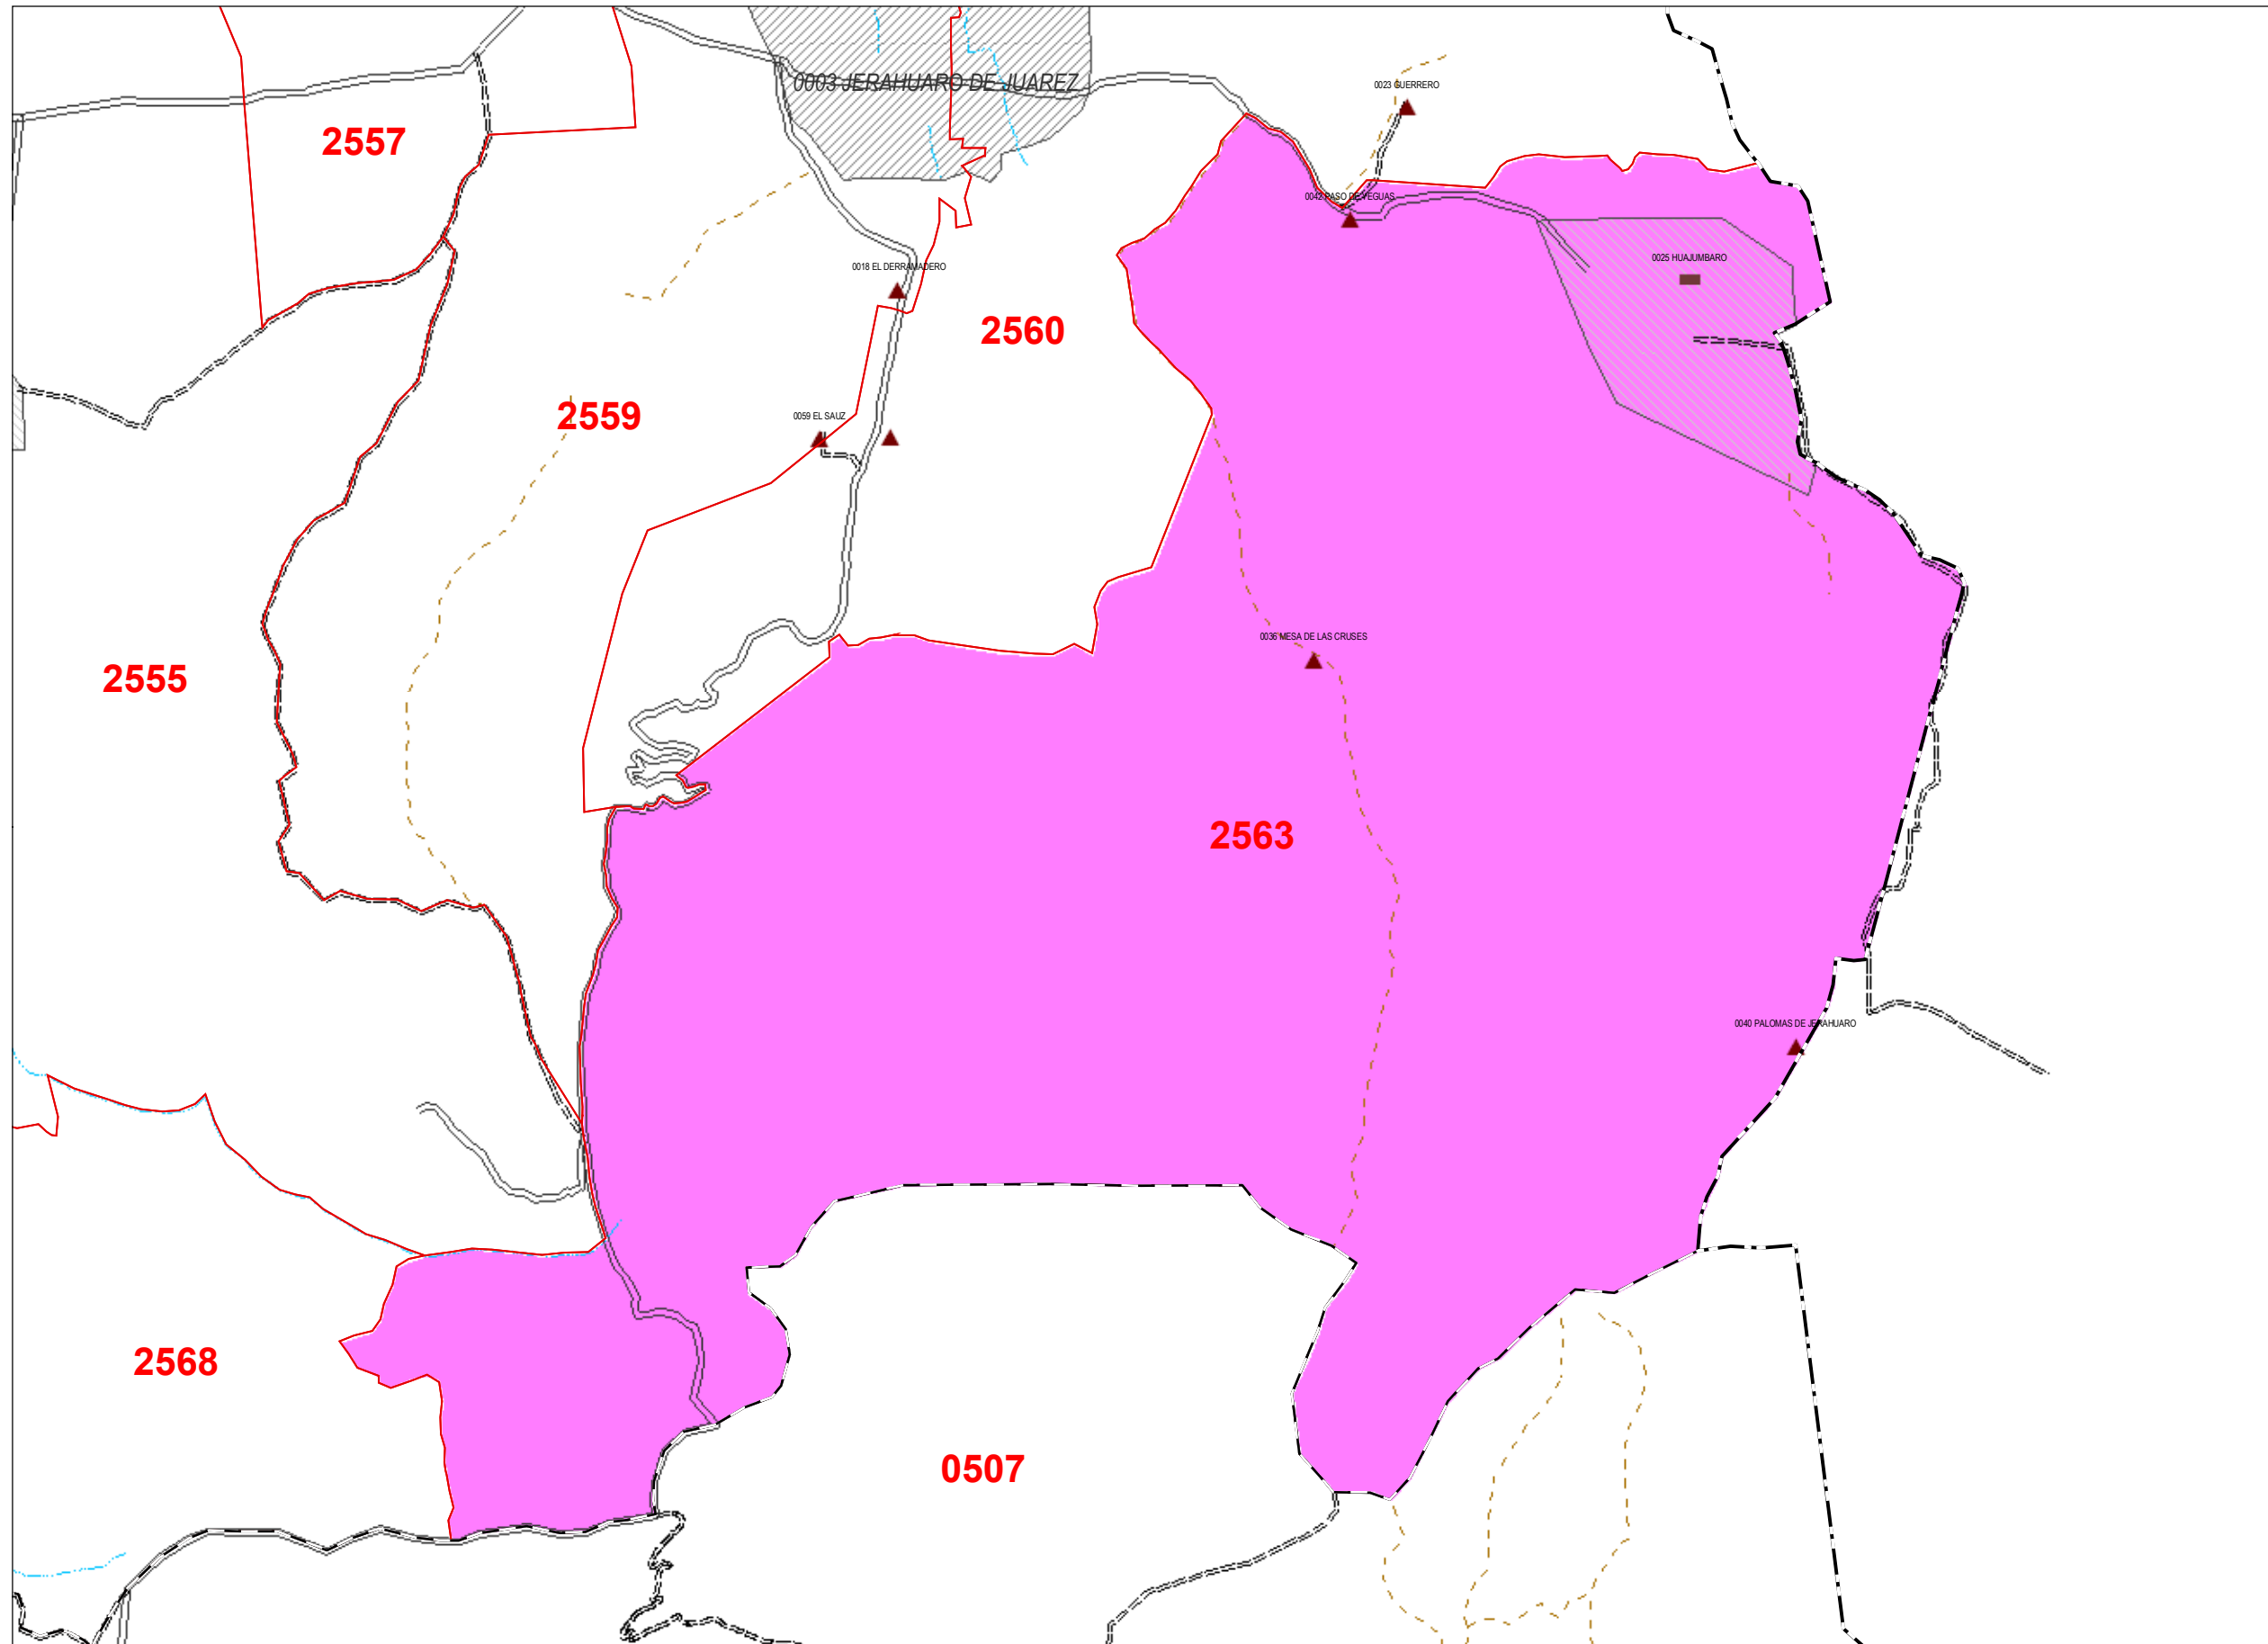 0003 JERAHUARO DE JUAREZ
0023 GUERRERO
2557
0042 PASO DE YEGUAS
0025 HUAJUMBARO
0018 EL DERRAMADERO
2560
0059 EL SAUZ
2559
0036 MESA DE LAS CRUSES
2555
2563
0040 PALOMAS DE JERAHUARO
2568
0507